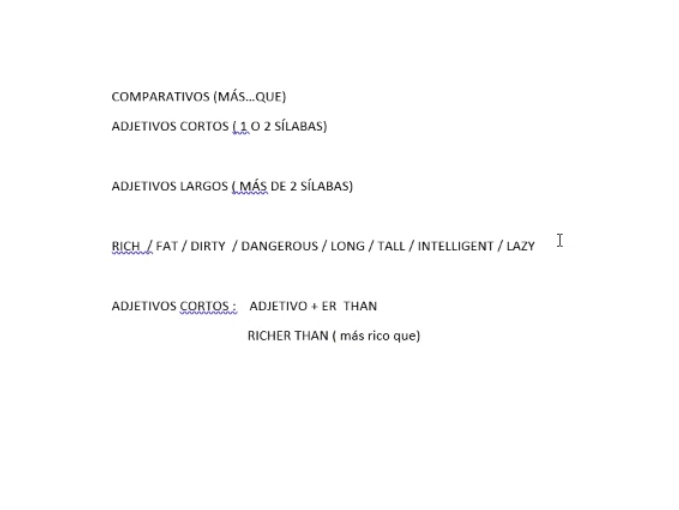 COMPARATIVOS (MÁS...QUE)
ADJETIVOS CORTOS ( 1 O 2 SÍLABAS)
ADJETIVOS LARGOS ( MÁS DE 2 SÍLABAS)
RICH / FAT / DIRTY / DANGEROUS / LONG / TALL / INTELLIGENT / LAZY
ADJETIVOS CORTOS : ADJETIVO + ER THAN
RICHER THAN ( más rico que)